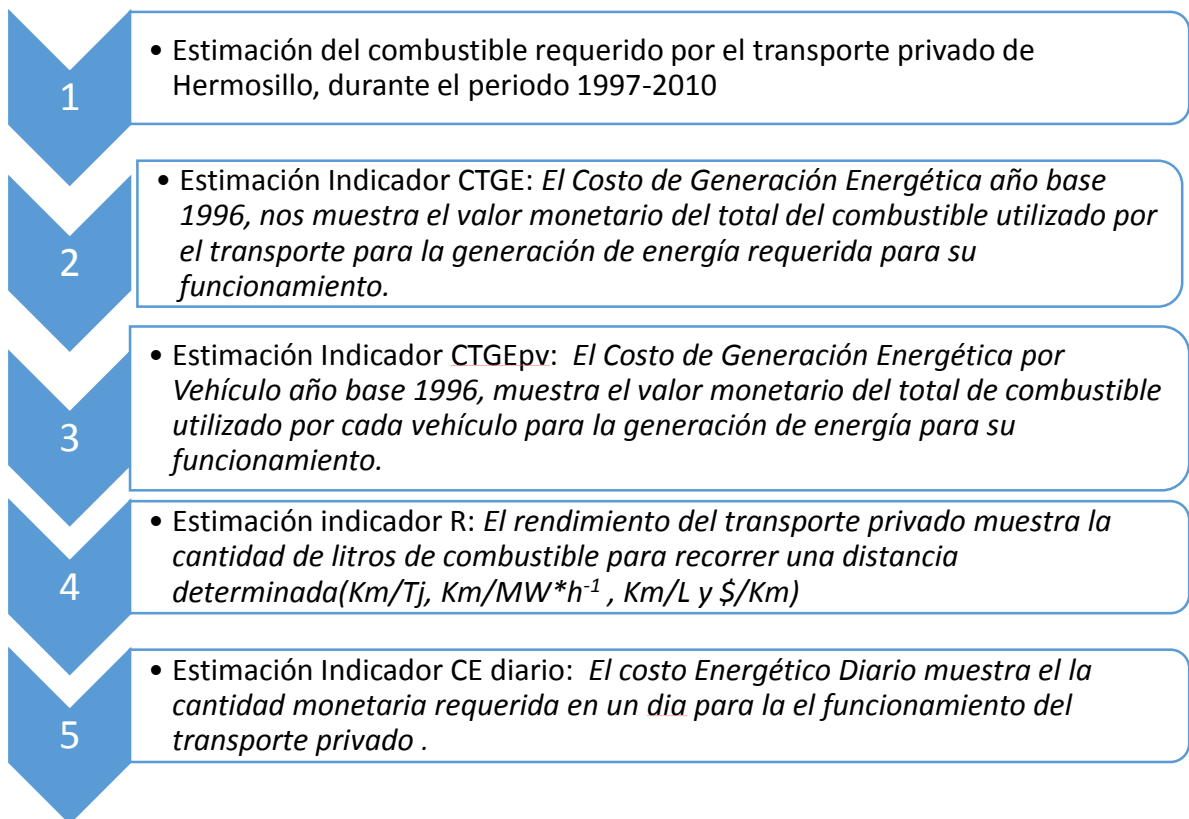 1
• Estimación del combustible requerido por el transporte privado de
Hermosillo, durante el periodo 1997-2010
2
• Estimación Indicador CTGE: El Costo de Generación Energética año base
1996, nos muestra el valor monetario del total del combustible utilizado por
el transporte para la generación de energía requerida para su
funcionamiento.
3
• Estimación Indicador CTGEpv: El Costo de Generación Energética por
Vehículo año base 1996, muestra el valor monetario del total de combustible
utilizado por cada vehículo para la generación de energía para su
funcionamiento.
4
• Estimación indicador R: El rendimiento del transporte privado muestra la
cantidad de litros de combustible para recorrer una distancia
determinada(Km/Tj, Km/MW*h⁻¹ , Km/L y $/Km)
5
• Estimación Indicador CE diario: El costo Energético Diario muestra el la
cantidad monetaria requerida en un dia para la el funcionamiento del
transporte privado .